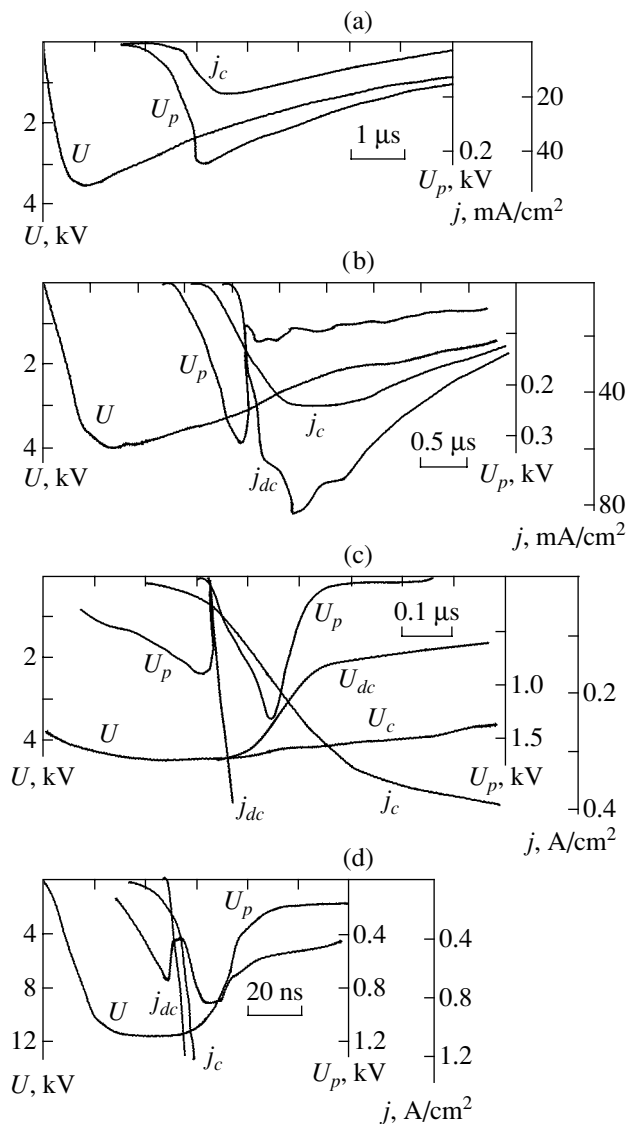 (a)
j_c
U_p
U
2
4
U, kV
1 μs
20
0.2
40
U_p, kV
j, mA/cm²
(b)
U_p
U
j_c
j_dc
2
4
U, kV
0.5 μs
0.2
0.3
U_p, kV
40
80
j, mA/cm²
(c)
U_p
0.1 μs
U_p
U_dc
U
U_c
j_dc
j_c
2
4
U, kV
1.0
1.5
U_p, kV
0.2
0.4
j, A/cm²
(d)
U_p
4
0.4
0.4
8
j_dc
20 ns
0.8
0.8
U
12
j_c
1.2
1.2
U, kV
U_p, kV
j, A/cm²